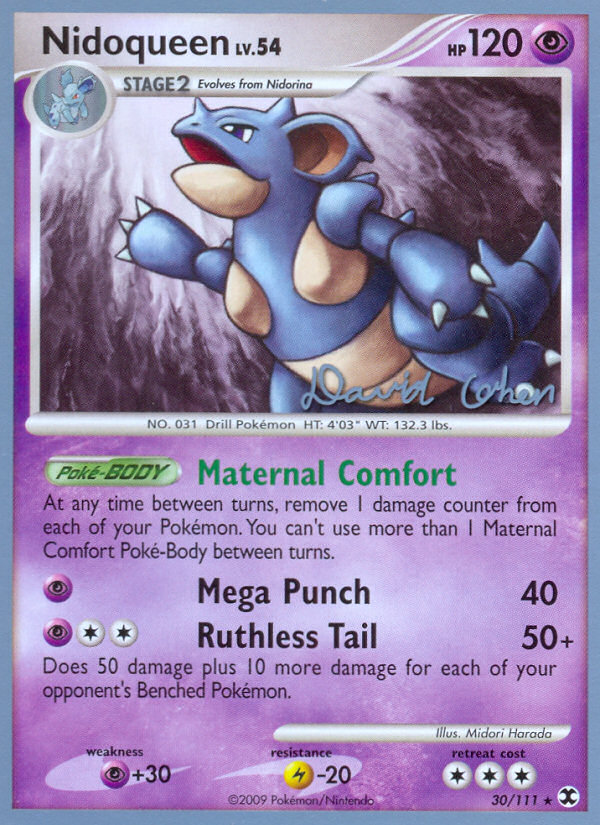 Nidoqueen LV.54 HP 120
STAGE2 Evolves from Nidorina
David Cohen
NO. 031 Drill Pokémon HT: 4'03" WT: 132.3 lbs.
Poké-BODY Maternal Comfort
At any time between turns, remove 1 damage counter from
each of your Pokémon. You can't use more than 1 Maternal
Comfort Poké-Body between turns.
Mega Punch 40
Ruthless Tail 50+
Does 50 damage plus 10 more damage for each of your
opponent's Benched Pokémon.
Illus. Midori Harada
weakness resistance retreat cost
+30 -20
©2009 Pokémon/Nintendo 30/111 ★